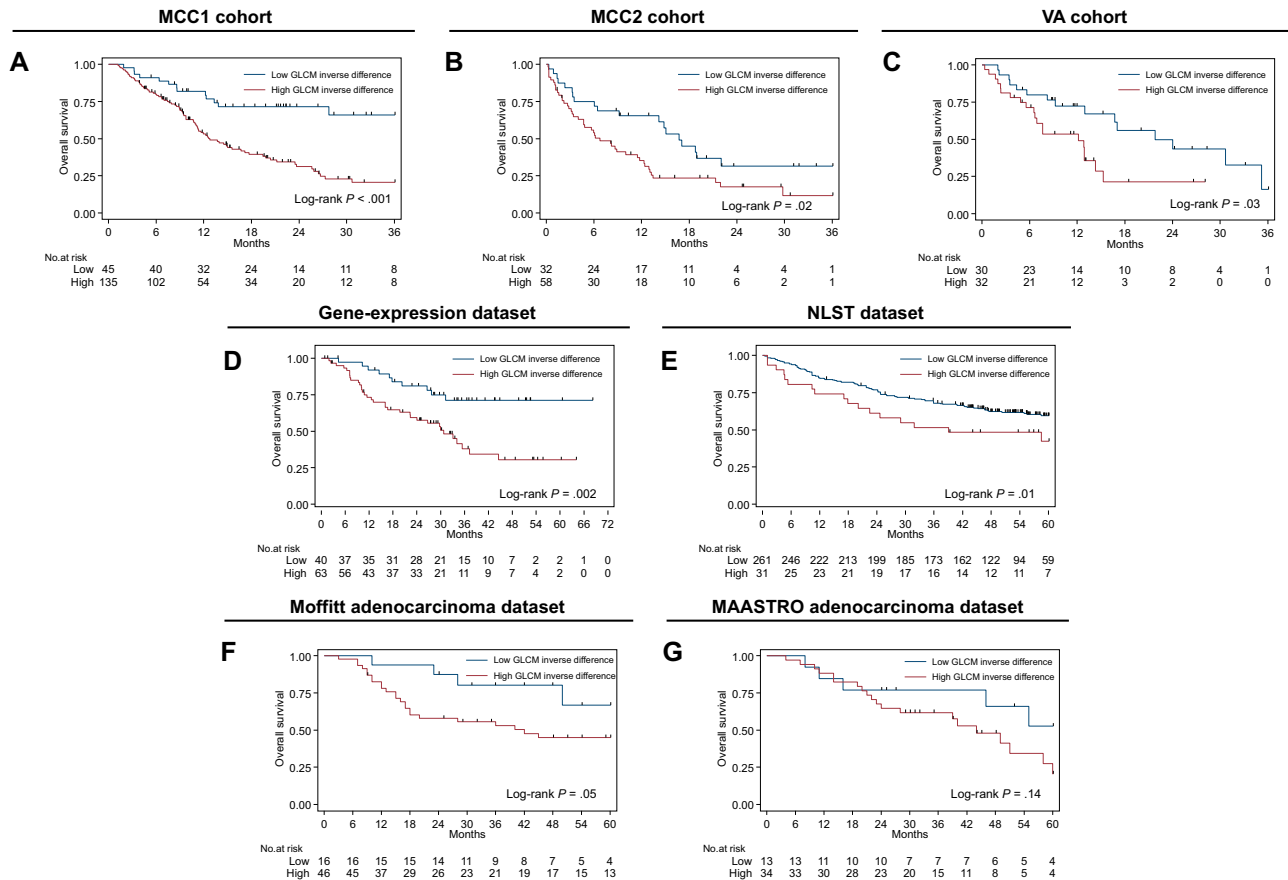 MCC1 cohort
MCC2 cohort
VA cohort
A
Overall survival
1.00
0.75
0.50
0.25
0.00
Low GLCM inverse difference
High GLCM inverse difference
Log-rank P < .001
0 6 12 18 24 30 36
Months
No.at risk
Low 45 40 32 24 14 11 8
High 135 102 54 34 20 12 8
B
Overall survival
1.00
0.75
0.50
0.25
0.00
Low GLCM inverse difference
High GLCM inverse difference
Log-rank P = .02
0 6 12 18 24 30 36
Months
No.at risk
Low 32 24 17 11 4 4 1
High 58 30 18 10 6 2 1
C
Overall survival
1.00
0.75
0.50
0.25
0.00
Low GLCM inverse difference
High GLCM inverse difference
Log-rank P = .03
0 6 12 18 24 30 36
Months
No.at risk
Low 30 23 14 10 8 4 1
High 32 21 12 3 2 0 0
Gene-expression dataset
NLST dataset
D
Overall survival
1.00
0.75
0.50
0.25
0.00
Low GLCM inverse difference
High GLCM inverse difference
Log-rank P = .002
0 6 12 18 24 30 36 42 48 54 60 66 72
Months
No.at risk
Low 40 37 35 31 28 21 15 10 7 2 2 1 0
High 63 56 43 37 33 21 11 9 7 4 2 0 0
E
Overall survival
1.00
0.75
0.50
0.25
0.00
Low GLCM inverse difference
High GLCM inverse difference
Log-rank P = .01
0 6 12 18 24 30 36 42 48 54 60
Months
No.at risk
Low 261 246 222 213 199 185 173 162 122 94 59
High 31 25 23 21 19 17 16 14 12 11 7
Moffitt adenocarcinoma dataset
MAASTRO adenocarcinoma dataset
F
Overall survival
1.00
0.75
0.50
0.25
0.00
Low GLCM inverse difference
High GLCM inverse difference
Log-rank P = .05
0 6 12 18 24 30 36 42 48 54 60
Months
No.at risk
Low 16 16 15 15 14 11 9 8 7 5 4
High 46 45 37 29 26 23 21 19 17 15 13
G
Overall survival
1.00
0.75
0.50
0.25
0.00
Low GLCM inverse difference
High GLCM inverse difference
Log-rank P = .14
0 6 12 18 24 30 36 42 48 54 60
Months
No.at risk
Low 13 13 11 10 10 7 7 7 6 5 4
High 34 33 30 28 23 20 15 11 8 5 4